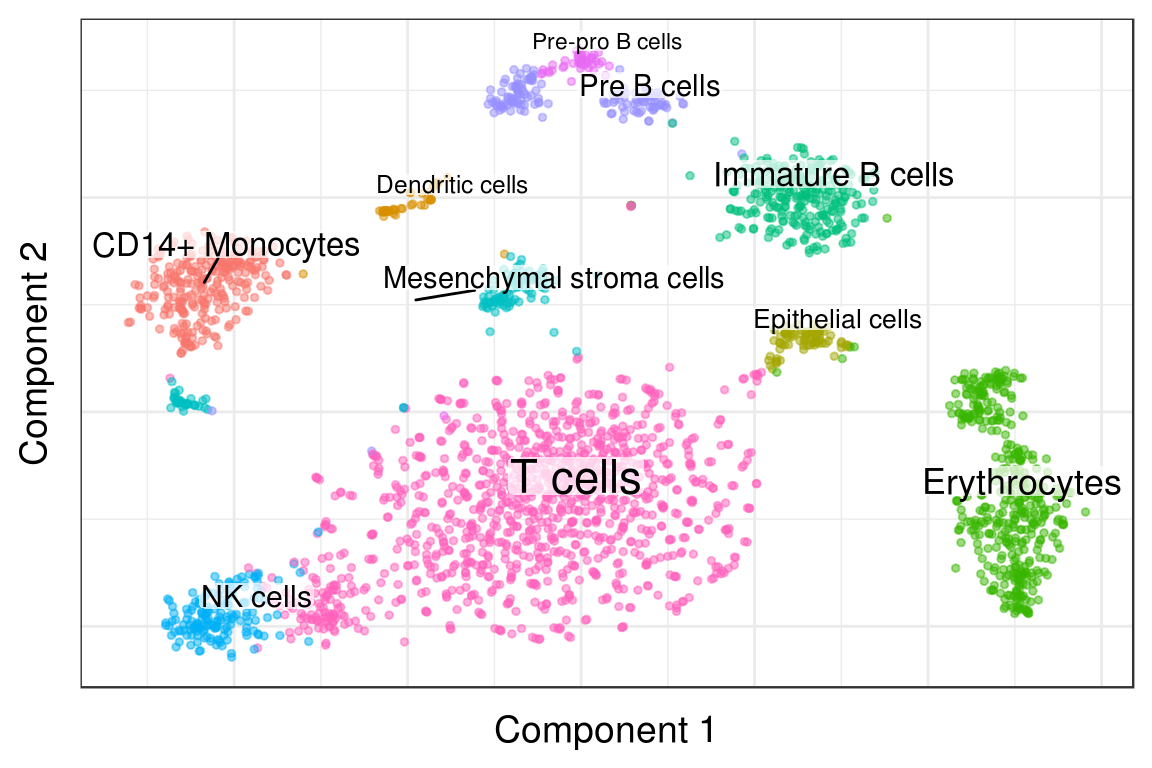 Pre-pro B cells
Pre B cells
Immature B cells
Dendritic cells
CD14+ Monocytes
Mesenchymal stroma cells
Epithelial cells
T cells
Erythrocytes
NK cells
Component 1
Component 2